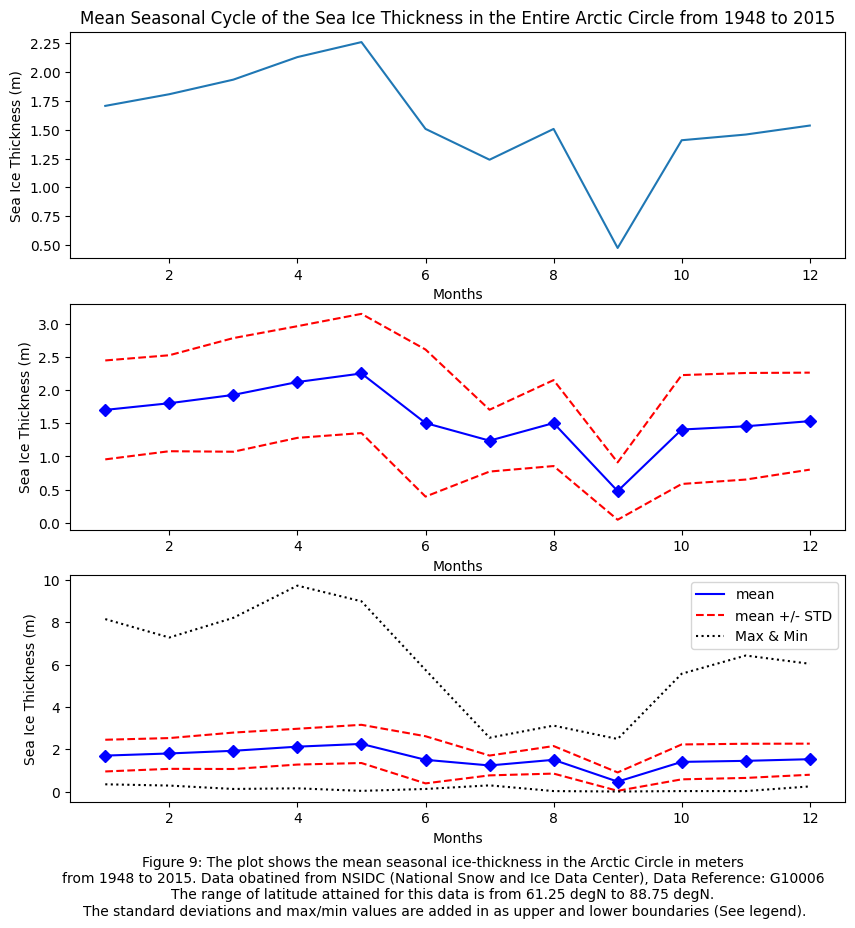 Mean Seasonal Cycle of the Sea Ice Thickness in the Entire Arctic Circle from 1948 to 2015
Sea Ice Thickness (m)
2.25
2.00
1.75
1.50
1.25
1.00
0.75
0.50
2 4 6 8 10 12
Months
Sea Ice Thickness (m)
3.0
2.5
2.0
1.5
1.0
0.5
0.0
2 4 6 8 10 12
Months
Sea Ice Thickness (m)
10
8
6
4
2
0
mean
mean +/- STD
Max & Min
2 4 6 8 10 12
Months
Figure 9: The plot shows the mean seasonal ice-thickness in the Arctic Circle in meters
from 1948 to 2015. Data obatined from NSIDC (National Snow and Ice Data Center), Data Reference: G10006
The range of latitude attained for this data is from 61.25 degN to 88.75 degN.
The standard deviations and max/min values are added in as upper and lower boundaries (See legend).